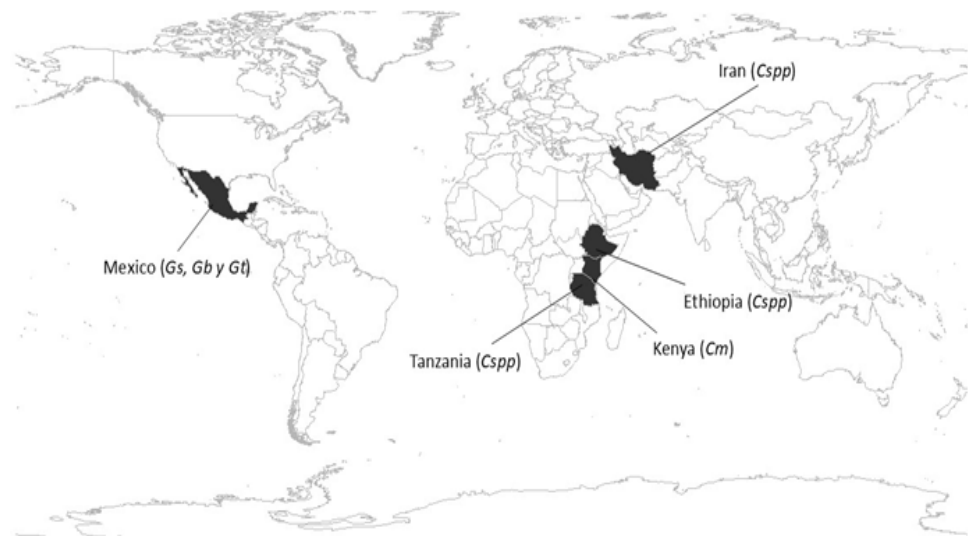 Iran (Cspp)
Mexico (Gs, Gb y Gt)
Ethiopia (Cspp)
Kenya (Cm)
Tanzania (Cspp)